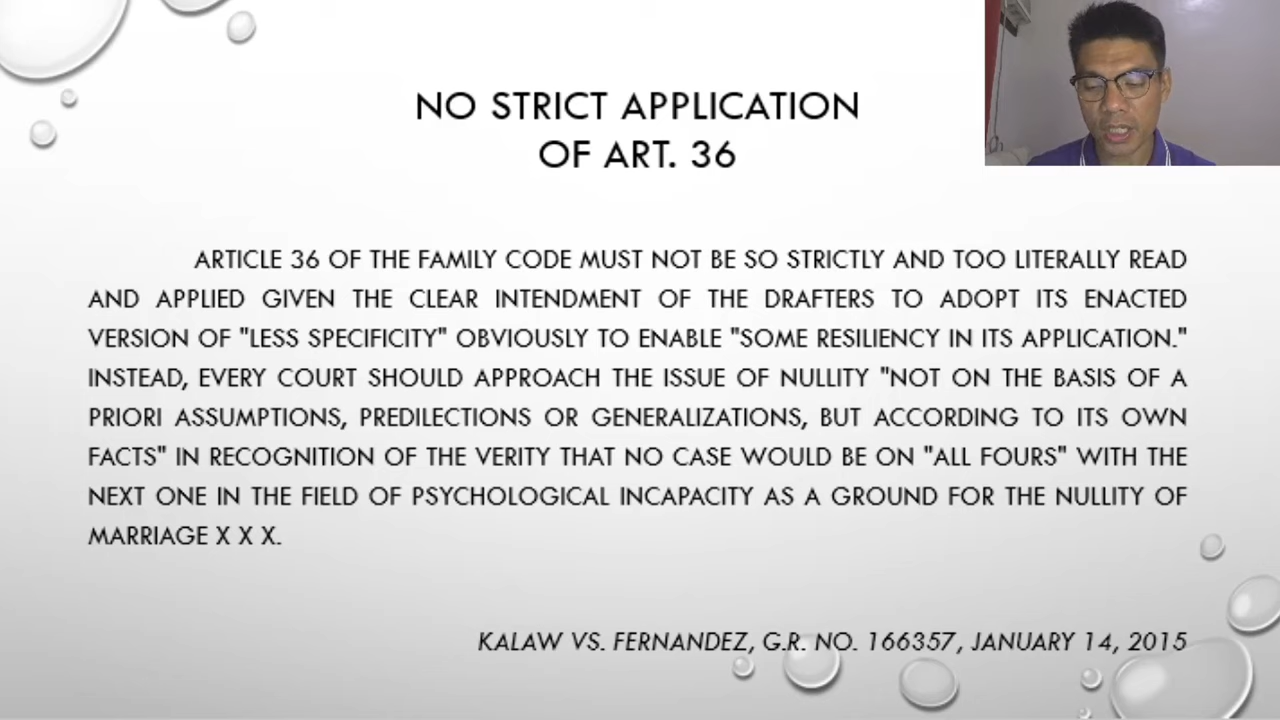 NO STRICT APPLICATION
OF ART. 36
ARTICLE 36 OF THE FAMILY CODE MUST NOT BE SO STRICTLY AND TOO LITERALLY READ
AND APPLIED GIVEN THE CLEAR INTENDMENT OF THE DRAFTERS TO ADOPT ITS ENACTED
VERSION OF "LESS SPECIFICITY" OBVIOUSLY TO ENABLE "SOME RESILIENCY IN ITS APPLICATION."
INSTEAD, EVERY COURT SHOULD APPROACH THE ISSUE OF NULLITY "NOT ON THE BASIS OF A
PRIORI ASSUMPTIONS, PREDILECTIONS OR GENERALIZATIONS, BUT ACCORDING TO ITS OWN
FACTS" IN RECOGNITION OF THE VERITY THAT NO CASE WOULD BE ON "ALL FOURS" WITH THE
NEXT ONE IN THE FIELD OF PSYCHOLOGICAL INCAPACITY AS A GROUND FOR THE NULLITY OF
MARRIAGE X X X.
KALAW VS. FERNANDEZ, G.R. NO. 166357, JANUARY 14, 2015